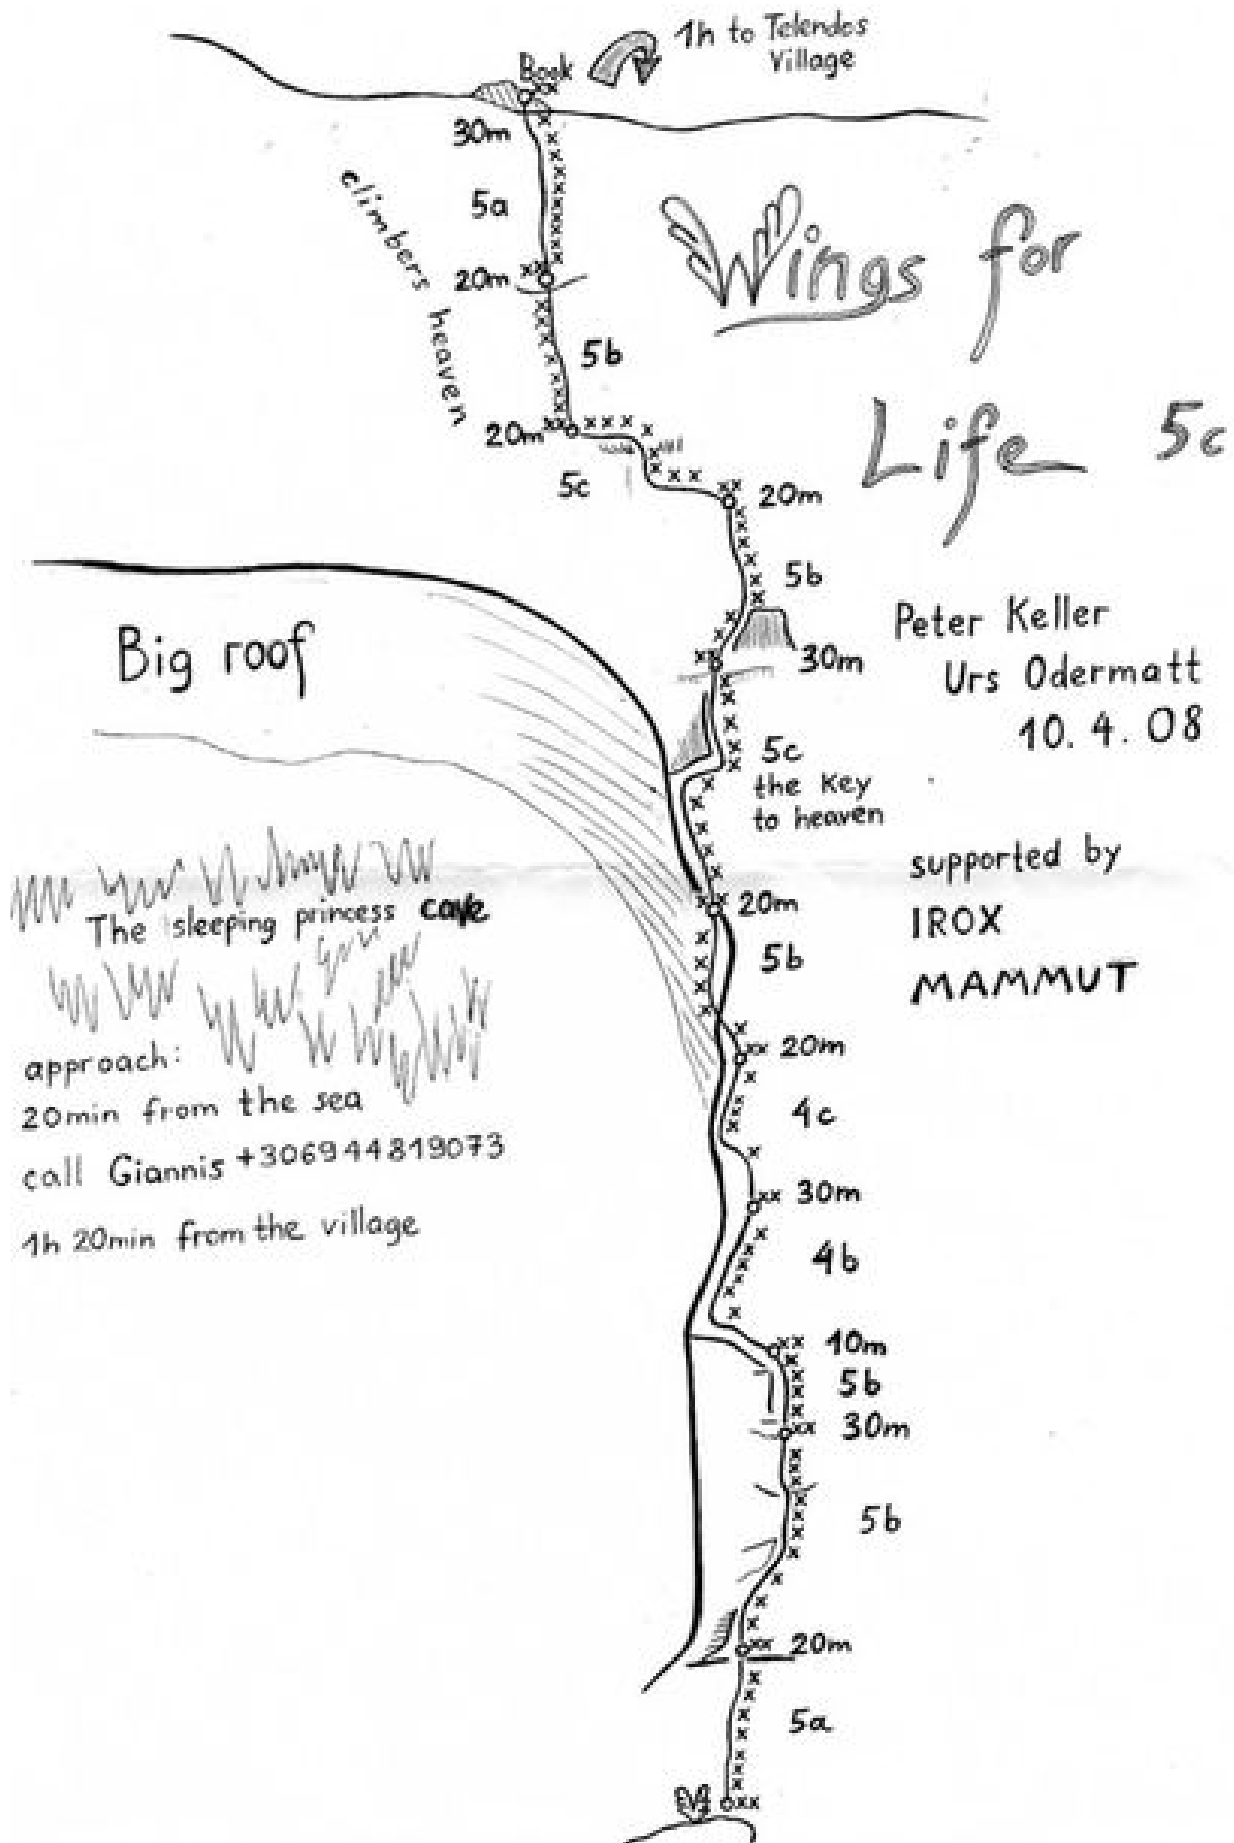 1h to Telendos
Village
Book
30m
5a
climbers heaven
20m
Wings for
5b
Life 5c
20m
5c
20m
5b
Big roof
Peter Keller
30m
Urs Odermatt
10.4.08
5c
the key
to heaven
supported by
20m
IROX
The sleeping princess cave
5b
MAMMUT
20m
approach:
20min from the sea
4c
call Giannis +306944819073
30m
1h 20min from the village
4b
10m
5b
30m
5b
20m
5a